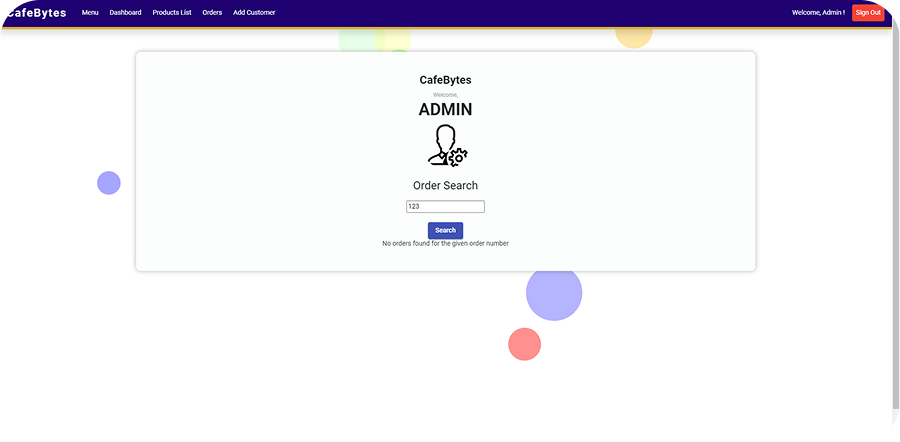 CafeBytes Menu Dashboard Products List Orders Add Customer Welcome, Admin ! Sign Out
CafeBytes
Welcome,
ADMIN
Order Search
123
Search
No orders found for the given order number